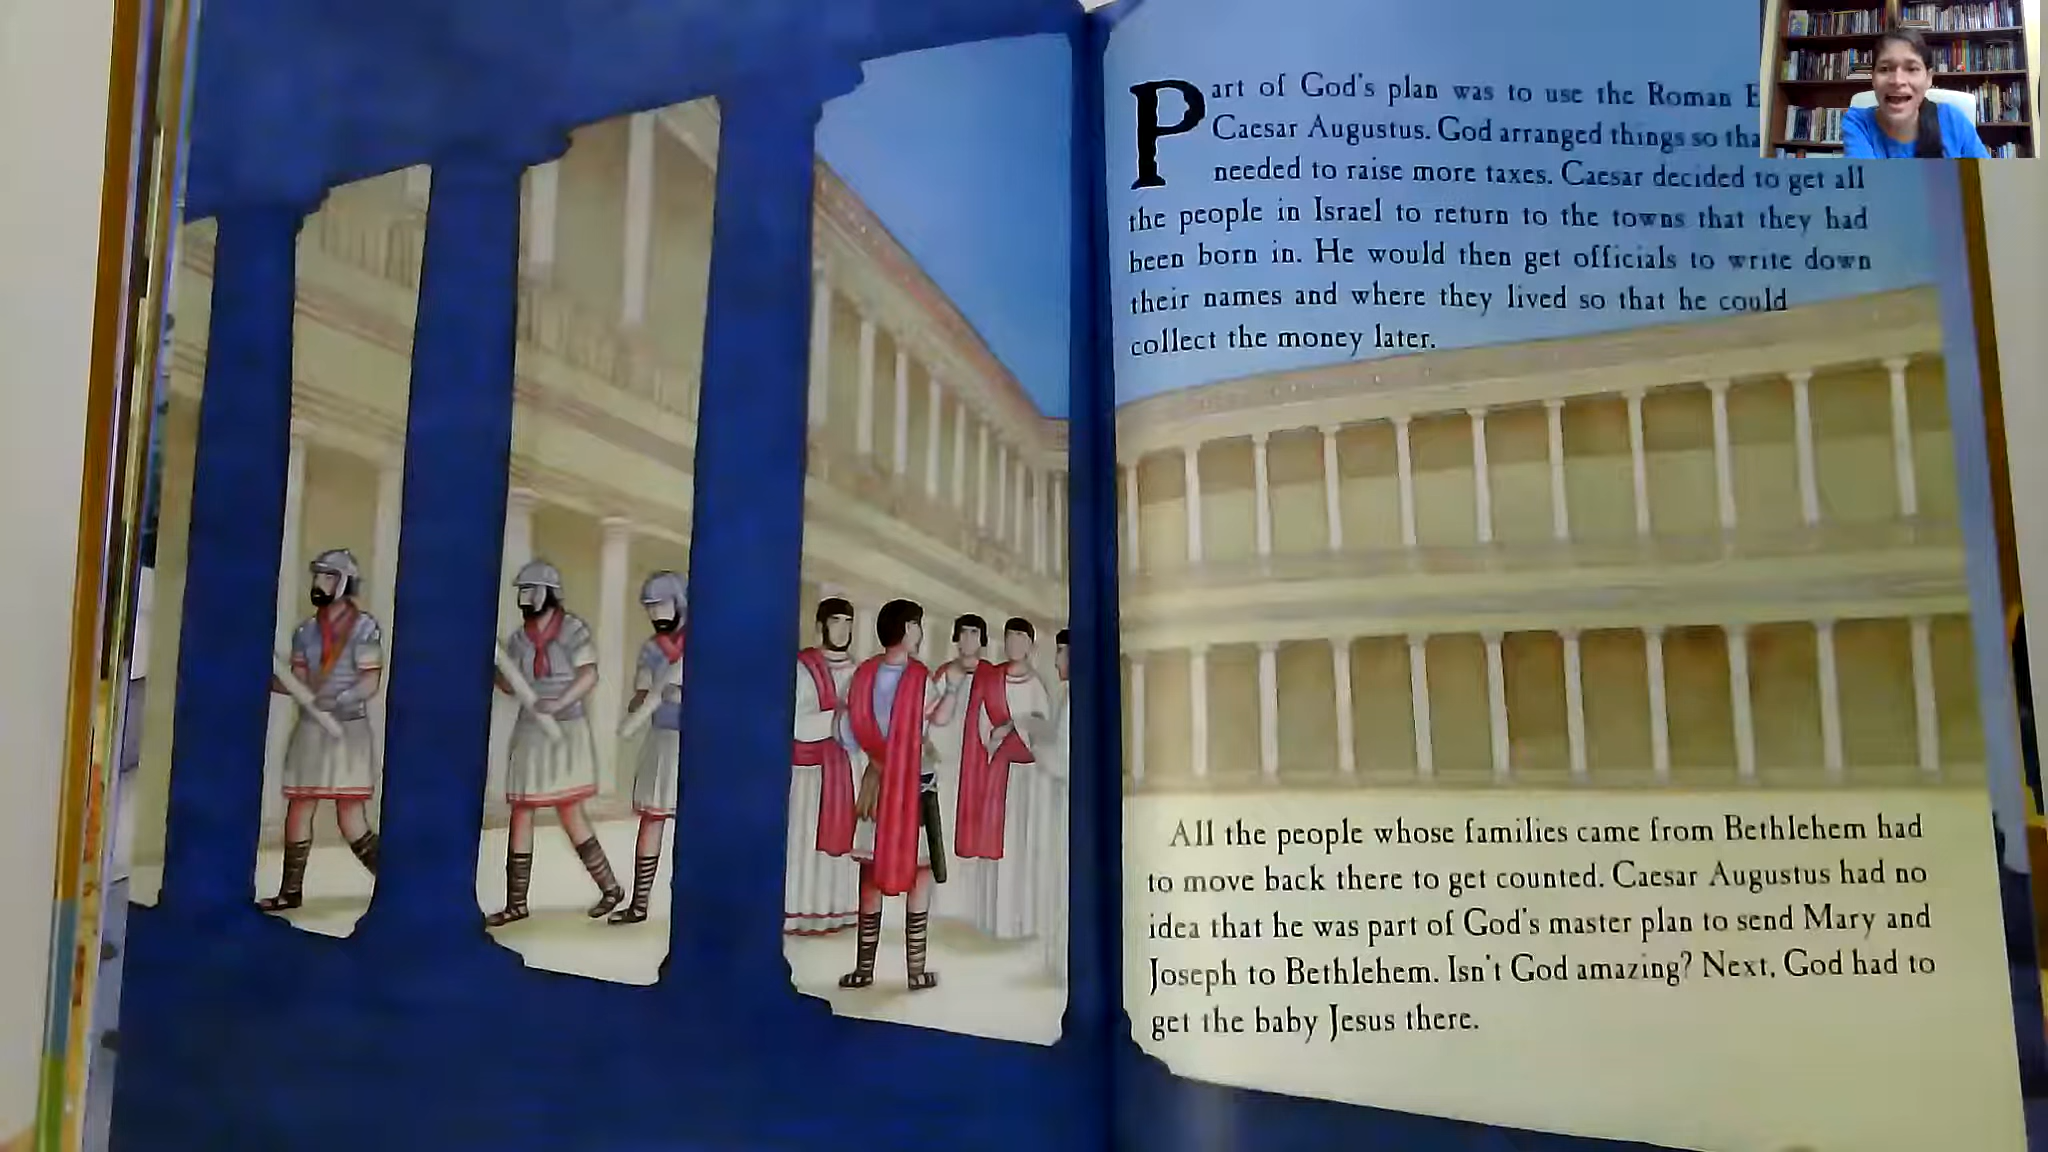 Part of God's plan was to use the Roman
Caesar Augustus. God arranged things so
needed to raise more taxes. Caesar decided to get all
the people in Israel to return to the towns that they had
been born in. He would then get officials to write down
their names and where they lived so that he could
collect the money later.
All the people whose families came from Bethlehem had
to move back there to get counted. Caesar Augustus had no
idea that he was part of God's master plan to send Mary and
Joseph to Bethlehem. Isn't God amazing? Next, God had to
get the baby Jesus there.